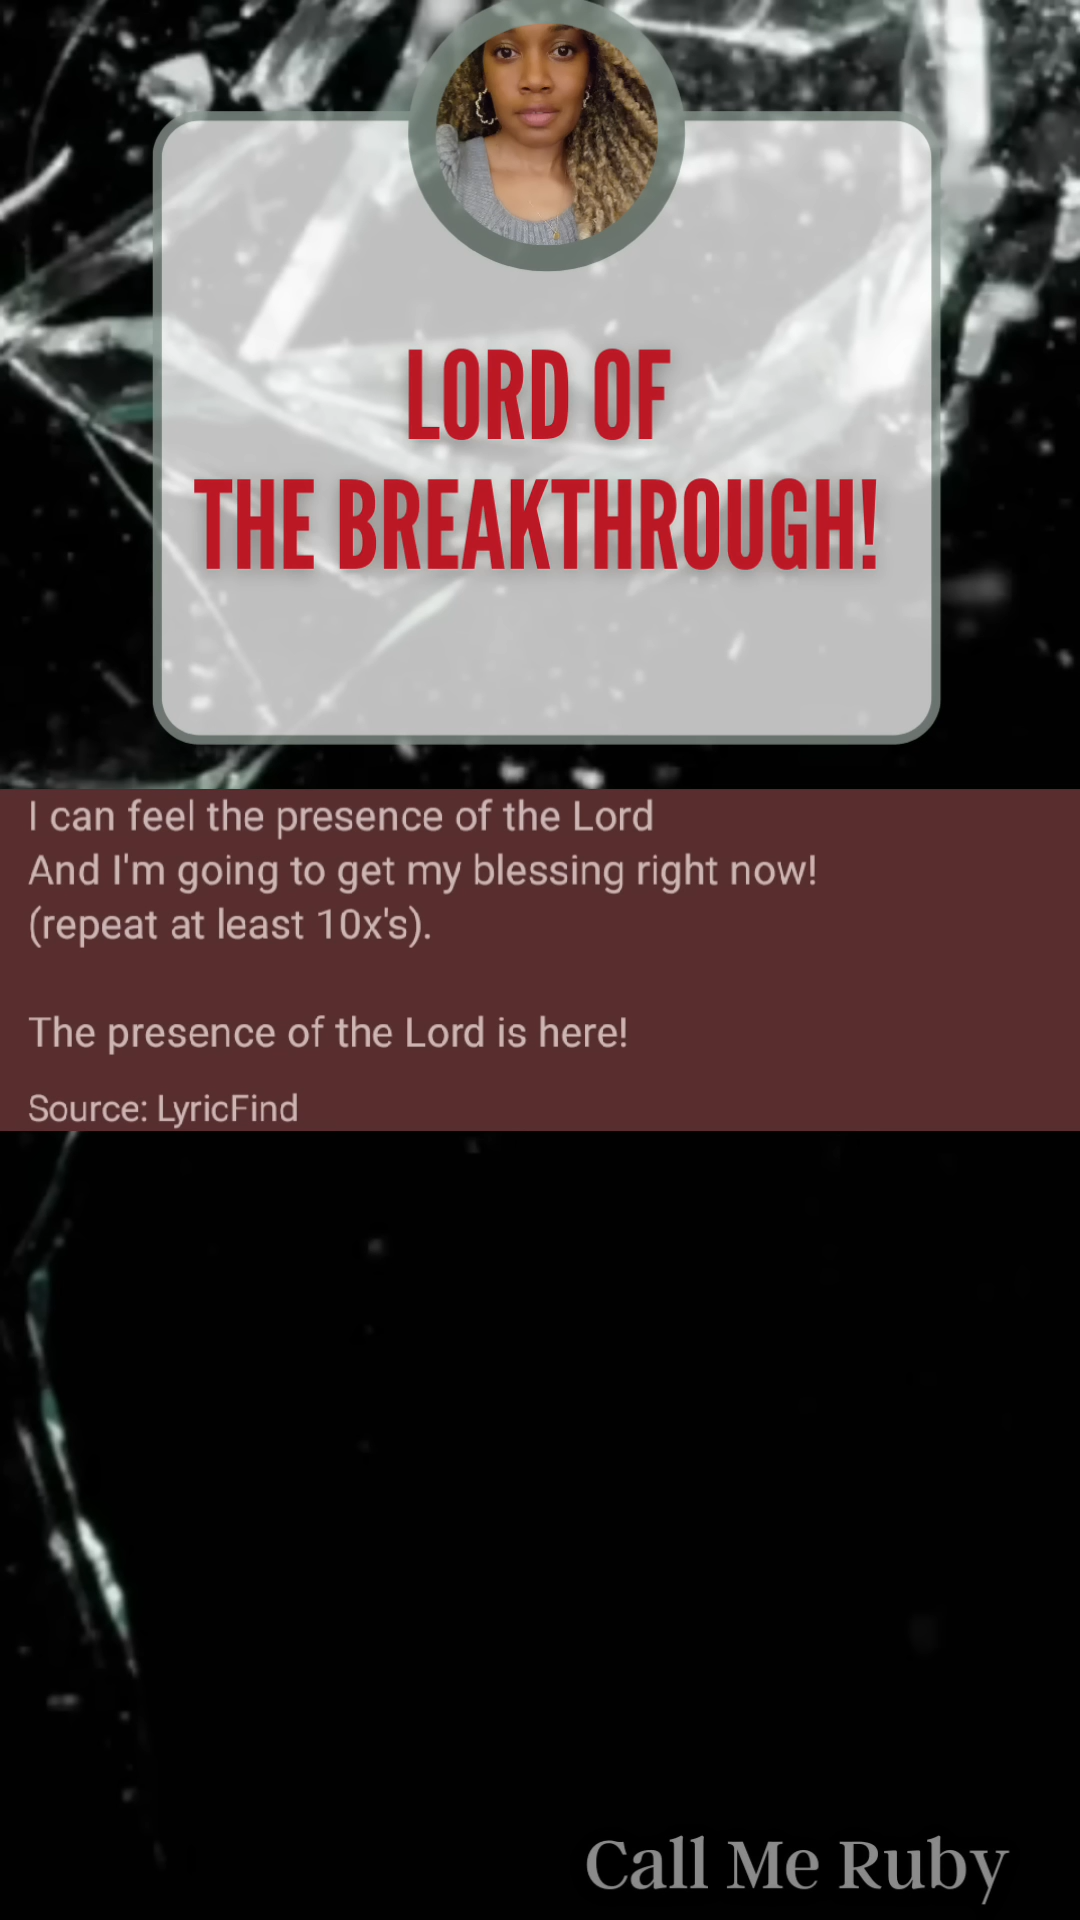 LORD OF
THE BREAKTHROUGH!
I can feel the presence of the Lord
And I'm going to get my blessing right now!
(repeat at least 10x's).
The presence of the Lord is here!
Source: LyricFind
Call Me Ruby